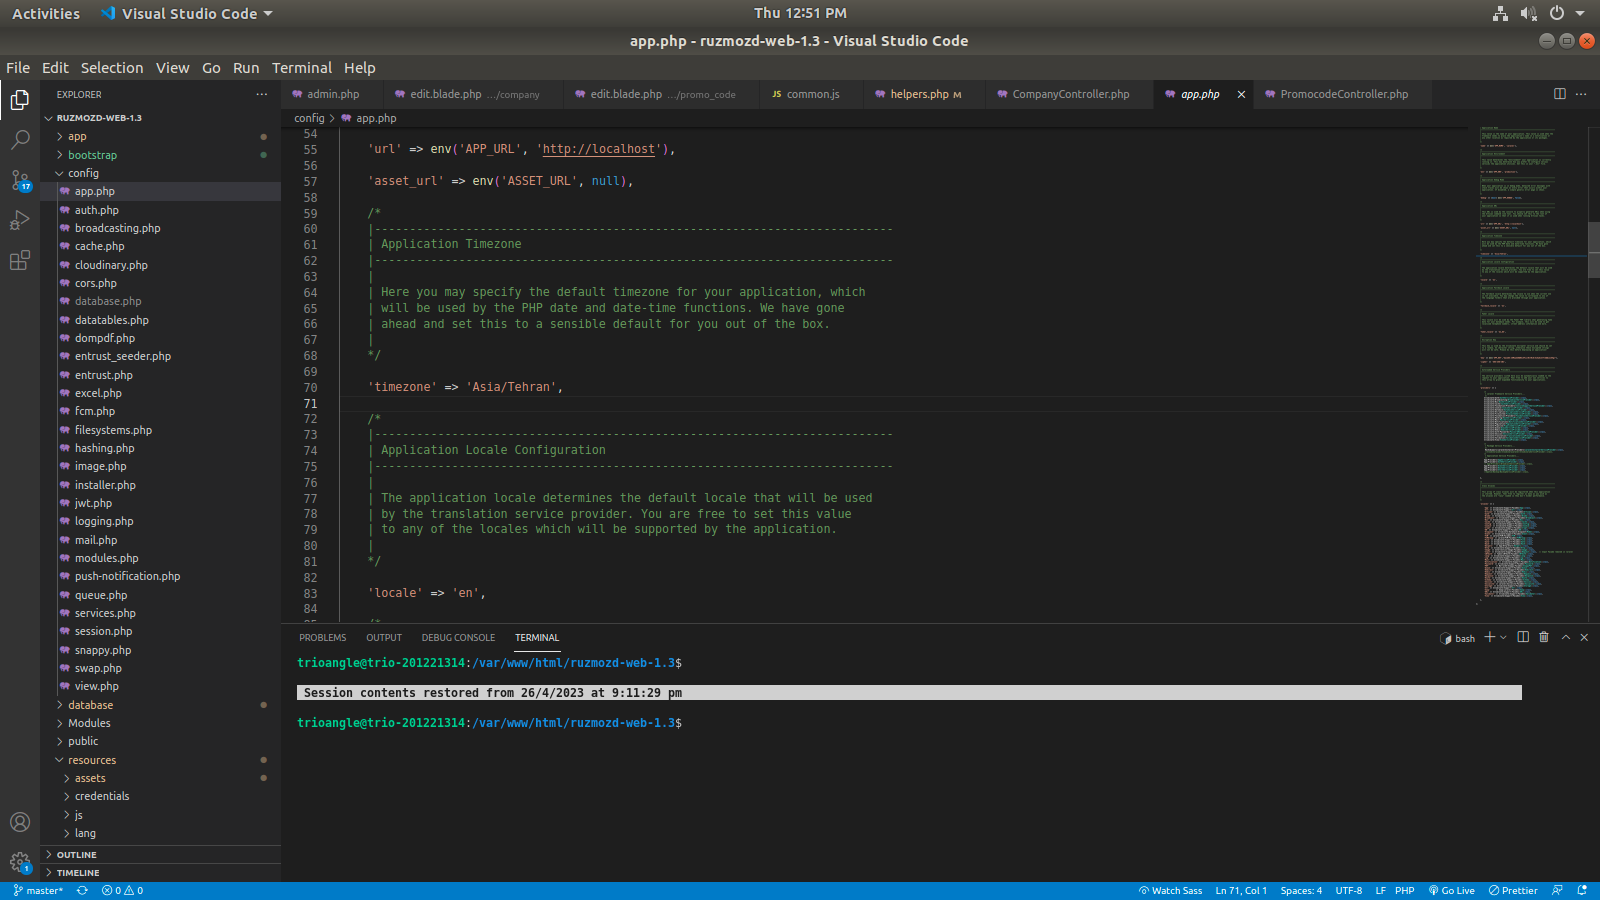 Activities Visual Studio Code Thu 12:51 PM
app.php - ruzmozd-web-1.3 - Visual Studio Code
File Edit Selection View Go Run Terminal Help
EXPLORER ···
RUZMOZD-WEB-1.3
app
bootstrap
config
app.php
auth.php
broadcasting.php
cache.php
cloudinary.php
cors.php
database.php
datatables.php
dompdf.php
entrust_seeder.php
entrust.php
excel.php
fcm.php
filesystems.php
hashing.php
image.php
installer.php
jwt.php
logging.php
mail.php
modules.php
push-notification.php
queue.php
services.php
session.php
snappy.php
swap.php
view.php
database
Modules
public
resources
assets
credentials
js
lang
OUTLINE
TIMELINE
17
1
admin.php edit.blade.php .../company edit.blade.php .../promo_code JS common.js helpers.php M CompanyController.php app.php PromocodeController.php
config > app.php
54
55 'url' => env('APP_URL', 'http://localhost'),
56
57 'asset_url' => env('ASSET_URL', null),
58
59 /*
60 |--------------------------------------------------------------------------
61 | Application Timezone
62 |--------------------------------------------------------------------------
63 |
64 | Here you may specify the default timezone for your application, which
65 | will be used by the PHP date and date-time functions. We have gone
66 | ahead and set this to a sensible default for you out of the box.
67 |
68 */
69
70 'timezone' => 'Asia/Tehran',
71
72 /*
73 |--------------------------------------------------------------------------
74 | Application Locale Configuration
75 |--------------------------------------------------------------------------
76 |
77 | The application locale determines the default locale that will be used
78 | by the translation service provider. You are free to set this value
79 | to any of the locales which will be supported by the application.
80 |
81 */
82
83 'locale' => 'en',
84
PROBLEMS OUTPUT DEBUG CONSOLE TERMINAL bash
trioangle@trio-201221314:/var/www/html/ruzmozd-web-1.3$
Session contents restored from 26/4/2023 at 9:11:29 pm
trioangle@trio-201221314:/var/www/html/ruzmozd-web-1.3$
master* 0 0 Watch Sass Ln 71, Col 1 Spaces: 4 UTF-8 LF PHP Go Live Prettier